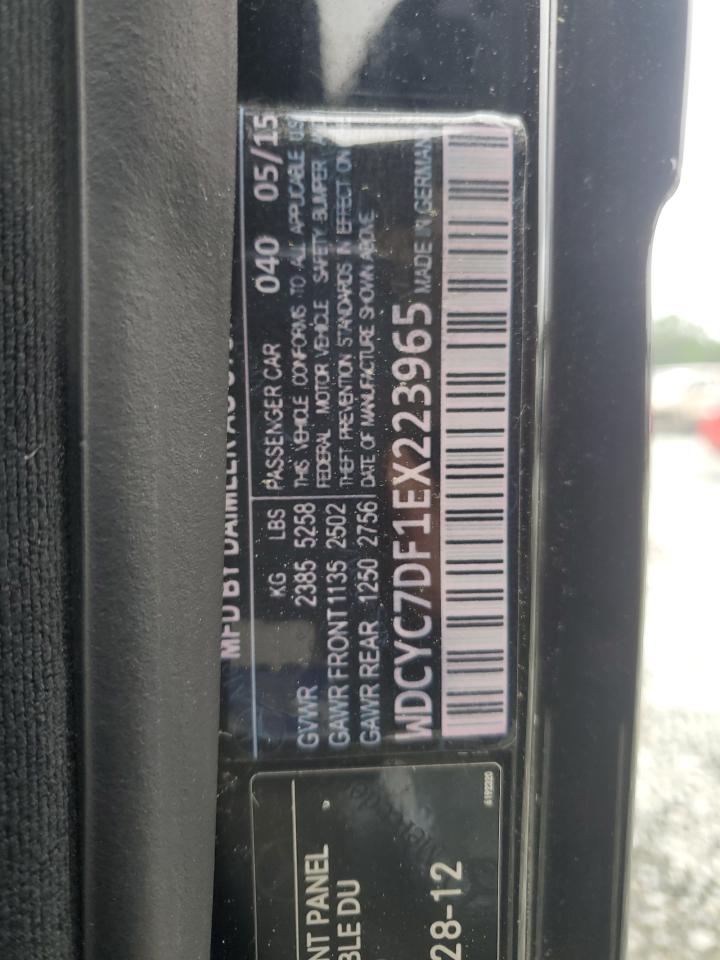 MFD BY DAIMLER AG
040 05/15
KG LBS PASSENGER CAR
GVWR 2385 5258 THIS VEHICLE CONFORMS TO ALL APPLICABLE
GAWR FRONT 1135 2502 FEDERAL MOTOR VEHICLE SAFETY BUMPER
GAWR REAR 1250 2756 THEFT PREVENTION STANDARDS IN EFFECT ON
DATE OF MANUFACTURE SHOWN ABOVE
WDCYC7DF1EX223965 MADE IN GERMANY
6192220
NT PANEL
BLE DU
28-12